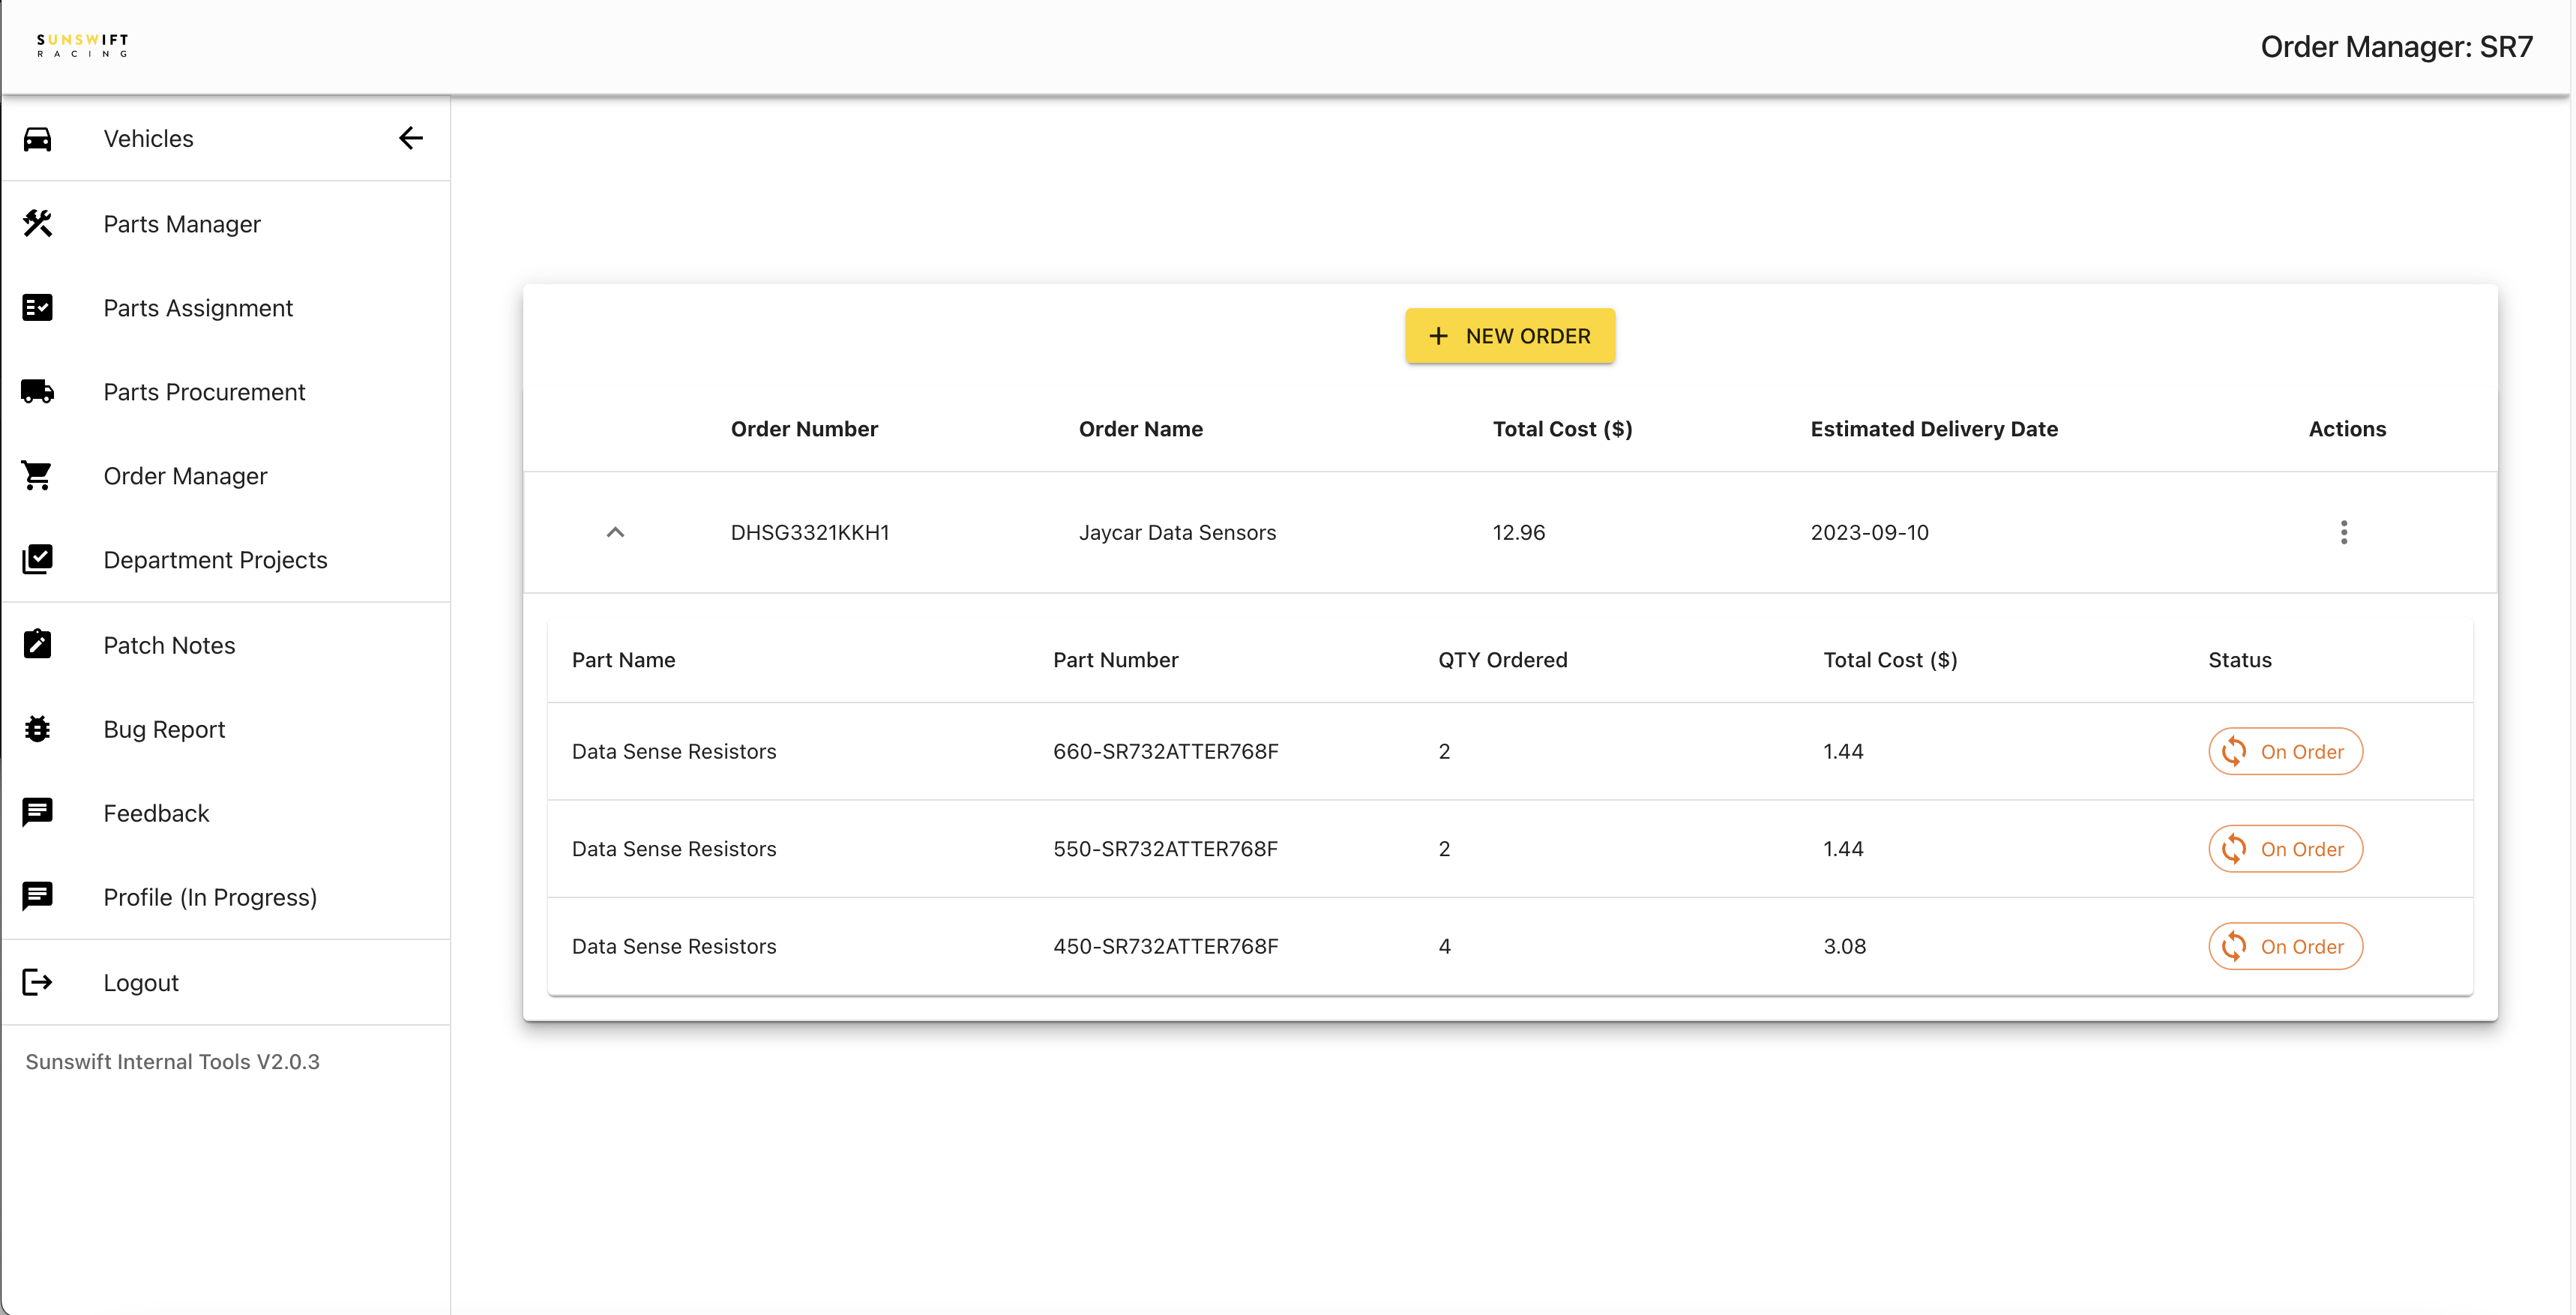 SUNSWIFT
RACING
Order Manager: SR7
Vehicles
Parts Manager
Parts Assignment
Parts Procurement
Order Manager
Department Projects
Patch Notes
Bug Report
Feedback
Profile (In Progress)
Logout
Sunswift Internal Tools V2.0.3
+ NEW ORDER
Order Number Order Name Total Cost ($) Estimated Delivery Date Actions
DHSG3321KKH1 Jaycar Data Sensors 12.96 2023-09-10
Part Name Part Number QTY Ordered Total Cost ($) Status
Data Sense Resistors 660-SR732ATTER768F 2 1.44 On Order
Data Sense Resistors 550-SR732ATTER768F 2 1.44 On Order
Data Sense Resistors 450-SR732ATTER768F 4 3.08 On Order